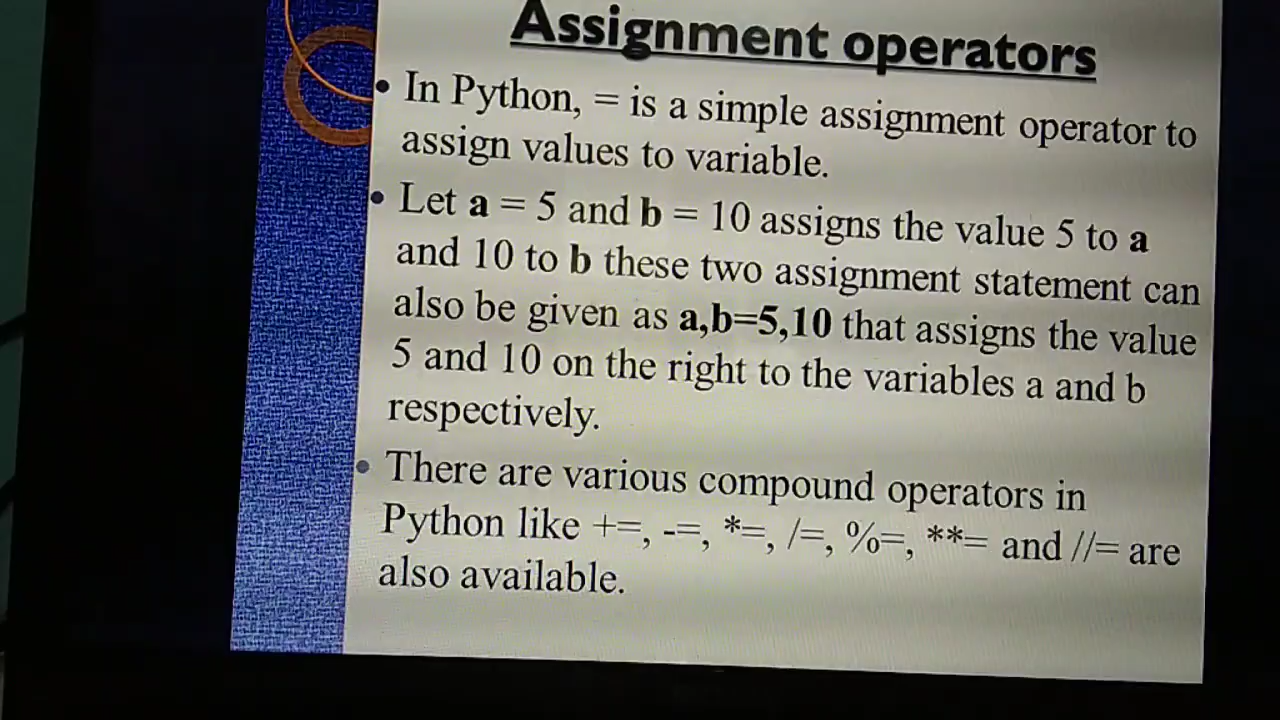 Assignment operators
• In Python, = is a simple assignment operator to
assign values to variable.
• Let a = 5 and b = 10 assigns the value 5 to a
and 10 to b these two assignment statement can
also be given as a,b=5,10 that assigns the value
5 and 10 on the right to the variables a and b
respectively.
• There are various compound operators in
Python like +=, -=, *=, /=, %=, **= and //= are
also available.